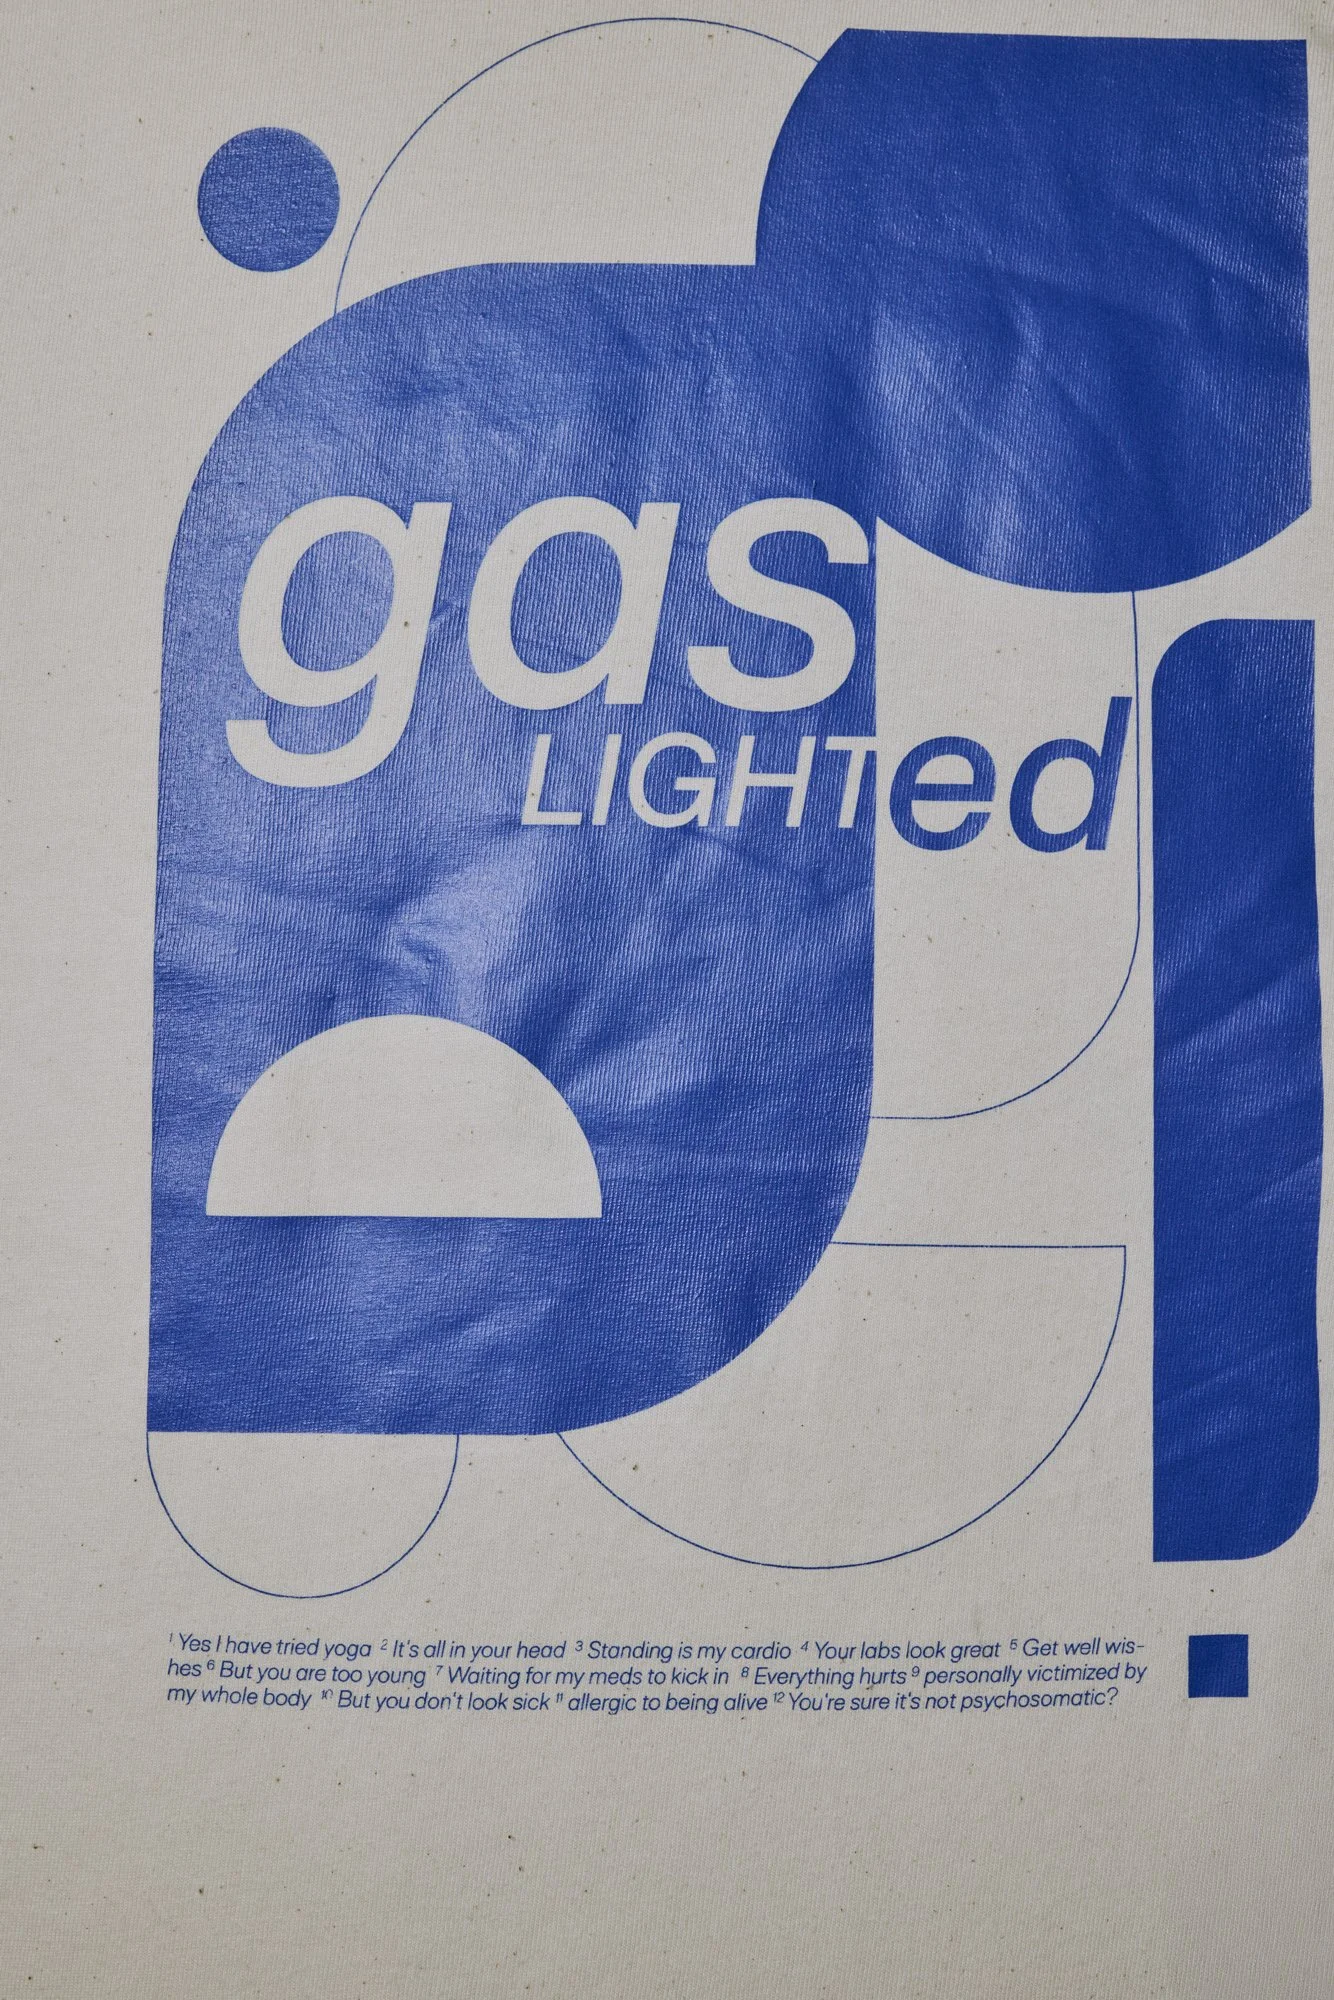 gas
LIGHTed
¹ Yes I have tried yoga ² It's all in your head ³ Standing is my cardio ⁴ Your labs look great ⁵ Get well wis-
hes ⁶ But you are too young ⁷ Waiting for my meds to kick in ⁸ Everything hurts ⁹ personally victimized by
my whole body ¹⁰ But you don't look sick ¹¹ allergic to being alive ¹² You're sure it's not psychosomatic?